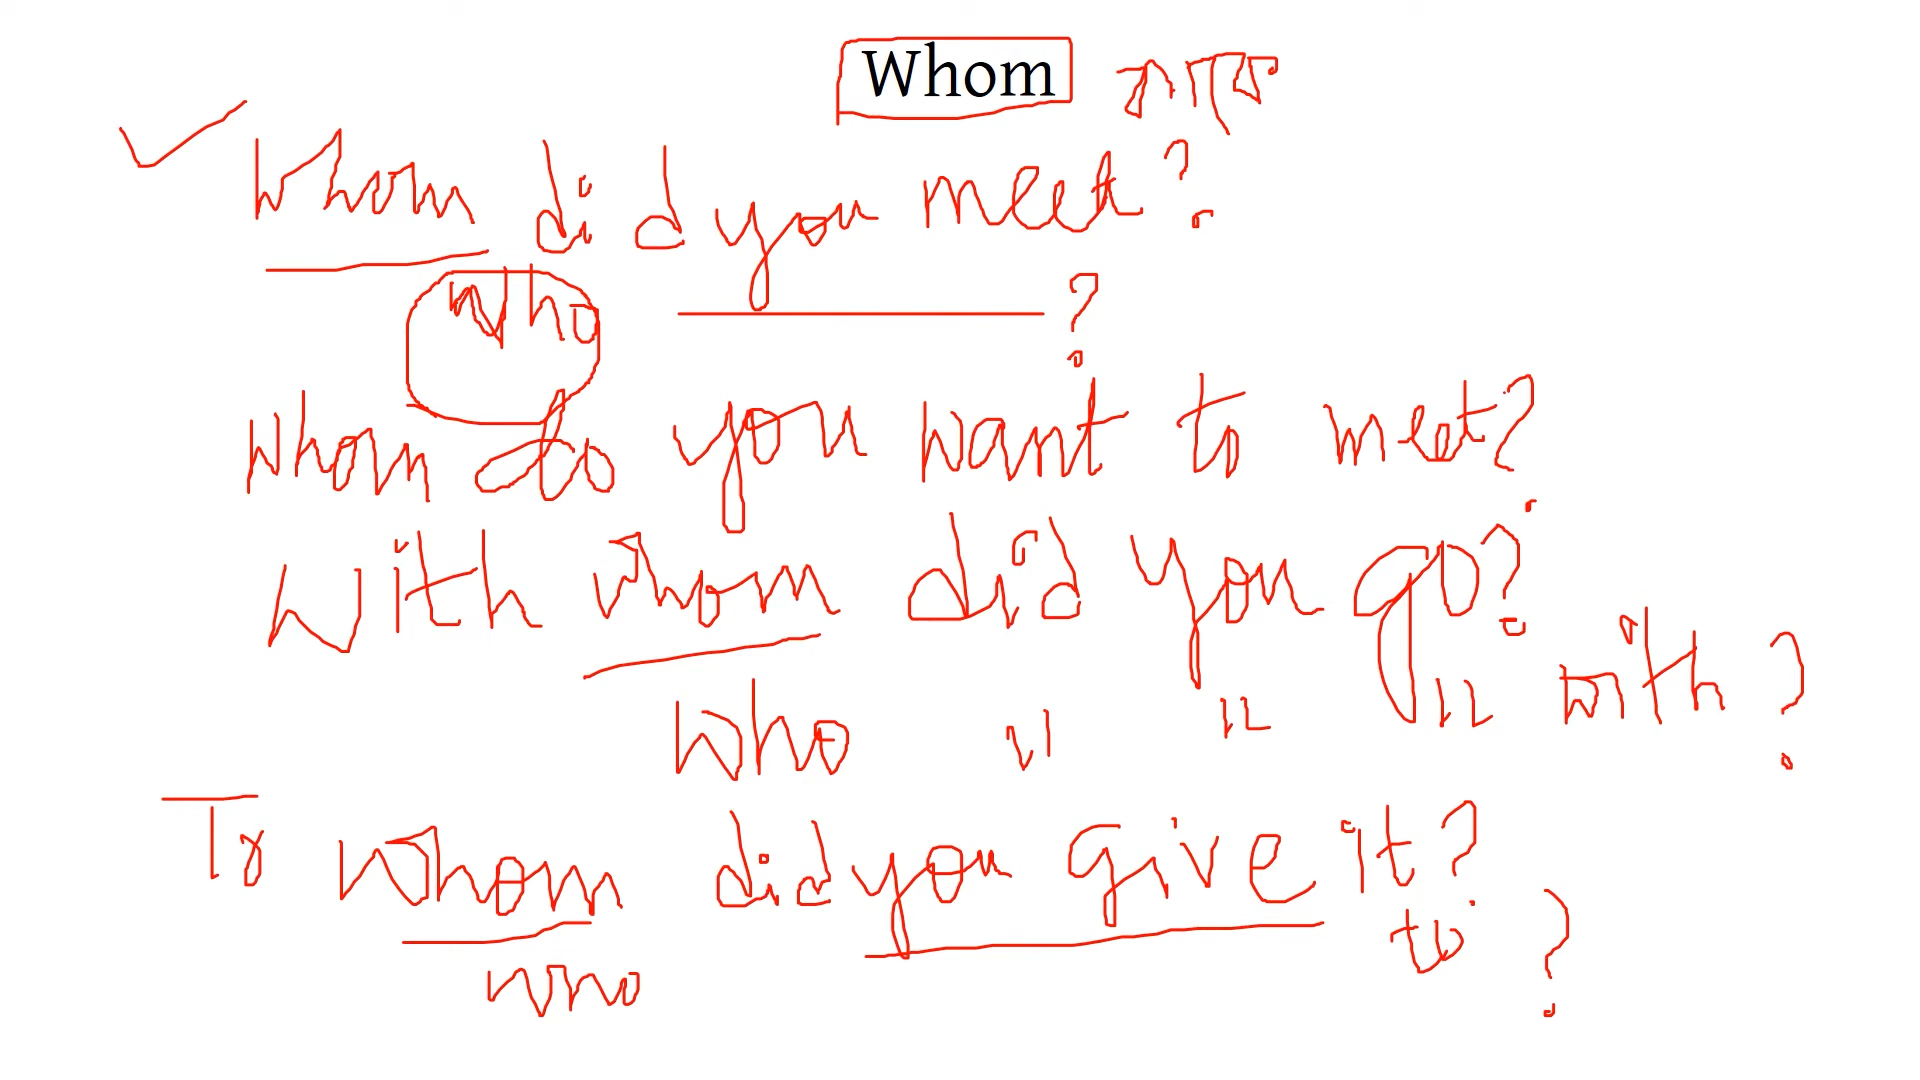 Whom কাকে
Whom did you meet?
Who ?
Whom do you want to meet?
With whom did you go?
Who " " " with?
To whom did you give it?
who to?